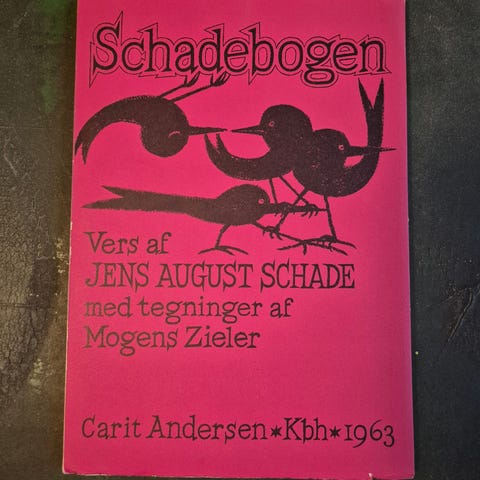 Schadebogen
Vers af
JENS AUGUST SCHADE
med tegninger af
Mogens Zieler
Carit Andersen * Kbh * 1963